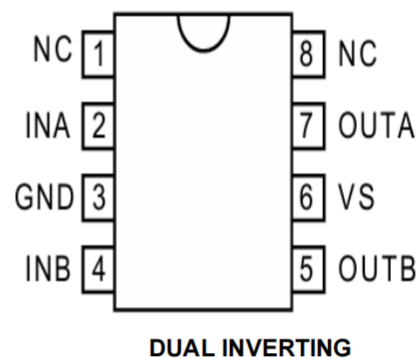 NC 1 8 NC
INA 2 7 OUTA
GND 3 6 VS
INB 4 5 OUTB
DUAL INVERTING